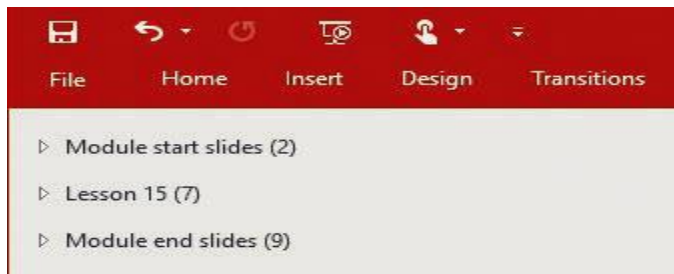 File Home Insert Design Transitions
Module start slides (2)
Lesson 15 (7)
Module end slides (9)